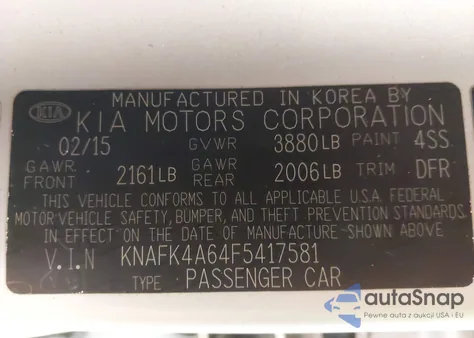 MANUFACTURED IN KOREA BY
KIA KIA MOTORS CORPORATION
02/15 GVWR 3880LB PAINT 4SS
GAWR FRONT 2161LB GAWR REAR 2006LB TRIM DFR
THIS VEHICLE CONFORMS TO ALL APPLICABLE U.S.A. FEDERAL
MOTOR VEHICLE SAFETY, BUMPER, AND THEFT PREVENTION STANDARDS
IN EFFECT ON THE DATE OF MANUFACTURE SHOWN ABOVE
V.I.N KNAFK4A64F5417581
TYPE PASSENGER CAR
autoSnap
Pewne auta z aukcji USA i EU